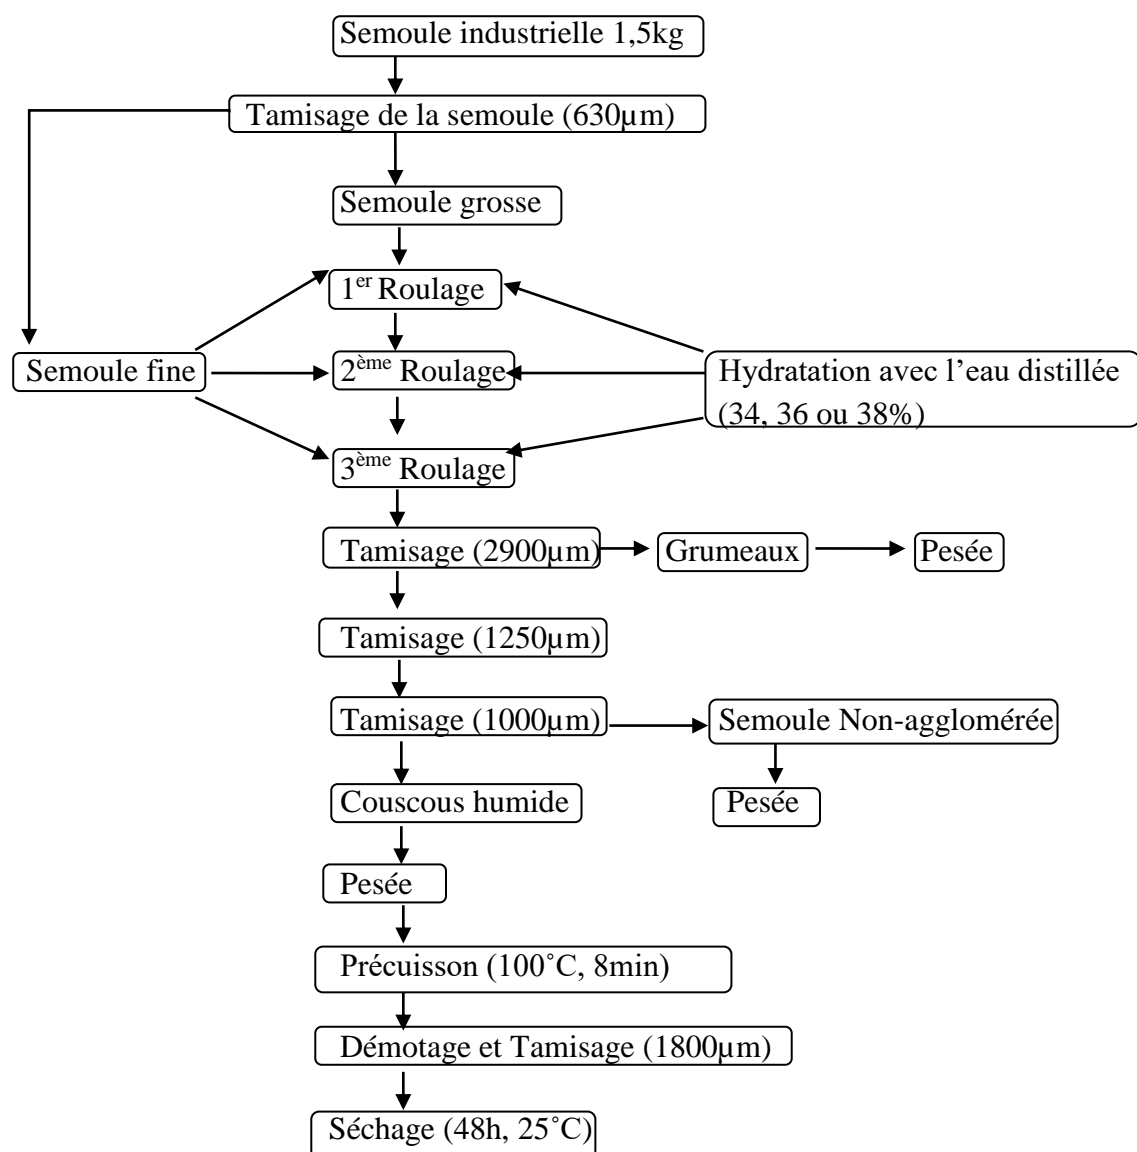 Semoule industrielle 1,5kg
Tamisage de la semoule (630µm)
Semoule grosse
1er Roulage
Semoule fine
2ème Roulage
Hydratation avec l’eau distillée
(34, 36 ou 38%)
3ème Roulage
Tamisage (2900µm)
Grumeaux
Pesée
Tamisage (1250µm)
Tamisage (1000µm)
Semoule Non-agglomérée
Couscous humide
Pesée
Pesée
Précuisson (100˚C, 8min)
Démotage et Tamisage (1800µm)
Séchage (48h, 25˚C)